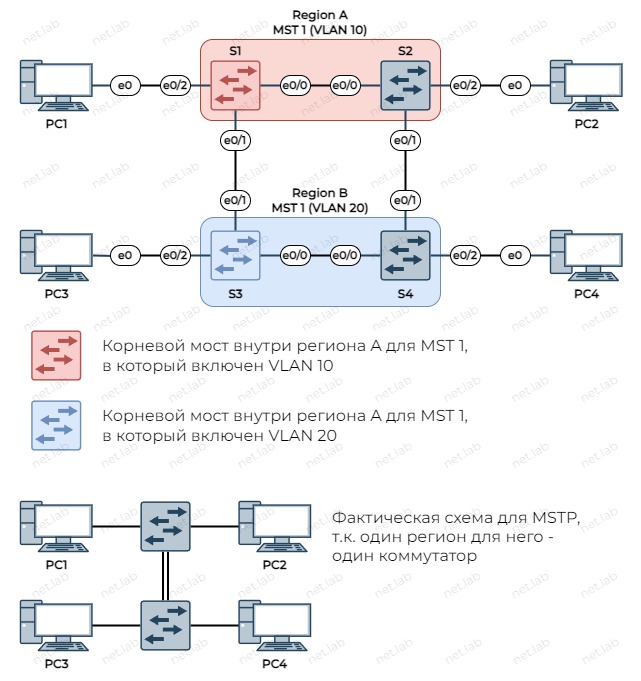 Region A
MST 1 (VLAN 10)
S1
S2
e0
e0/2
e0/0
e0/0
e0/2
e0
PC1
PC2
e0/1
e0/1
e0/1
e0/1
Region B
MST 1 (VLAN 20)
e0
e0/2
e0/0
e0/0
e0/2
e0
PC3
S3
S4
PC4
Корневой мост внутри региона А для MST 1,
в который включен VLAN 10
Корневой мост внутри региона А для MST 1,
в который включен VLAN 20
PC1
PC2
Фактическая схема для MSTP,
т.к. один регион для него -
один коммутатор
PC3
PC4
net.lab